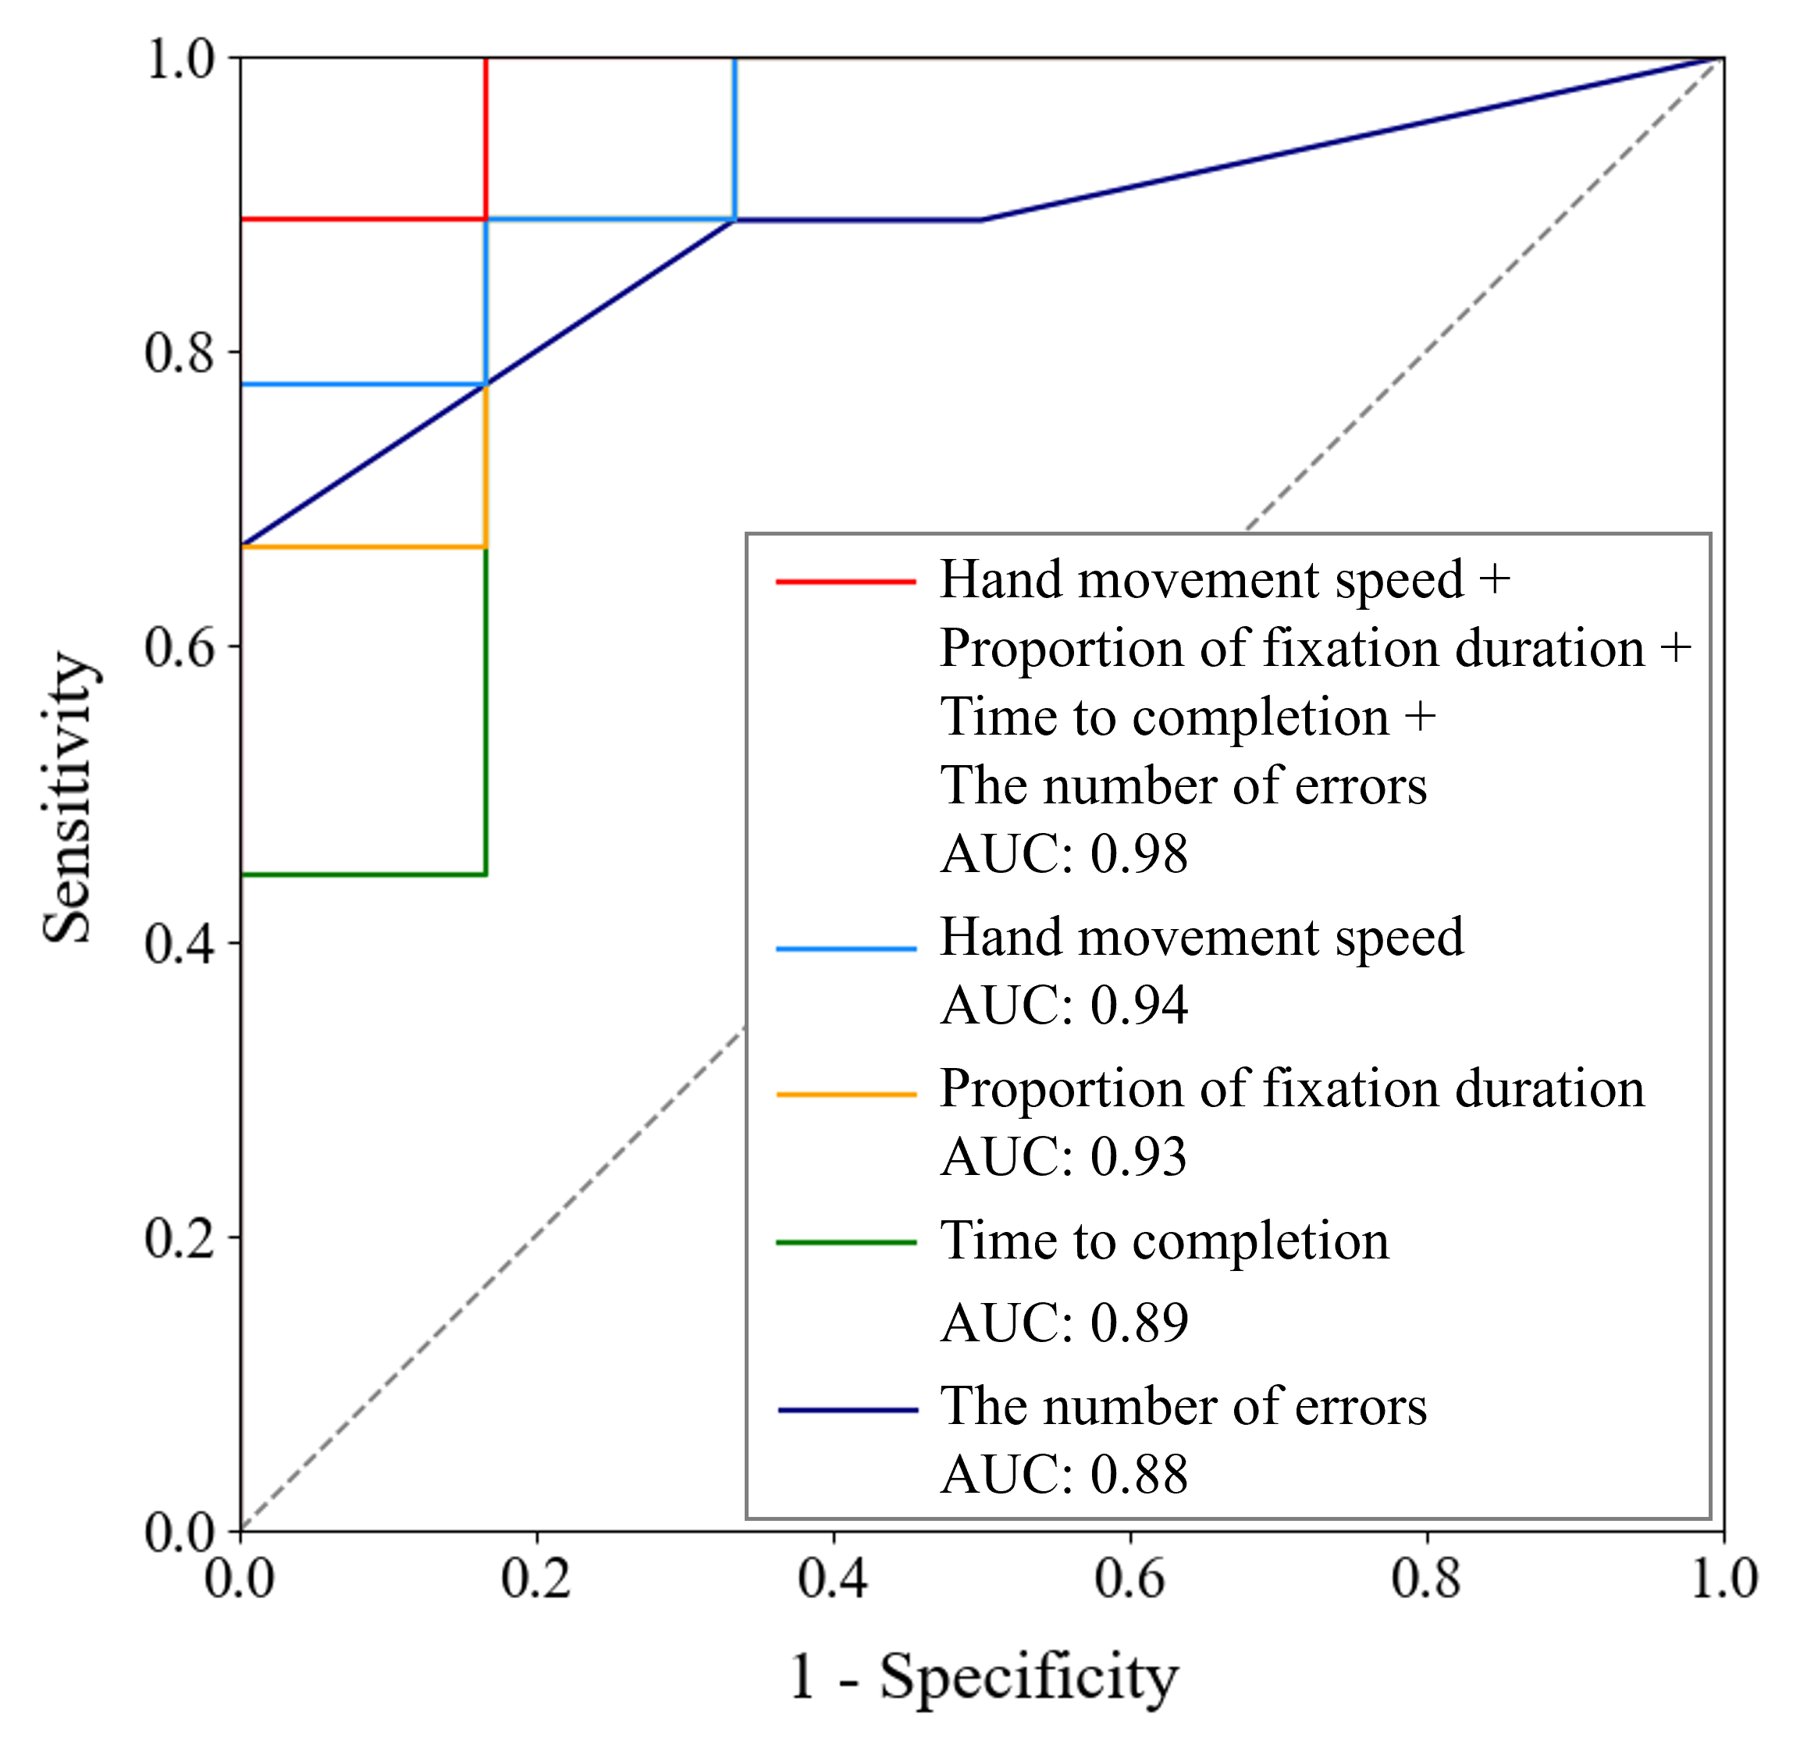 1.0
0.8
0.6
0.4
0.2
0.0
Sensitivity
0.0 0.2 0.4 0.6 0.8 1.0
1 - Specificity
Hand movement speed +
Proportion of fixation duration +
Time to completion +
The number of errors
AUC: 0.98
Hand movement speed
AUC: 0.94
Proportion of fixation duration
AUC: 0.93
Time to completion
AUC: 0.89
The number of errors
AUC: 0.88